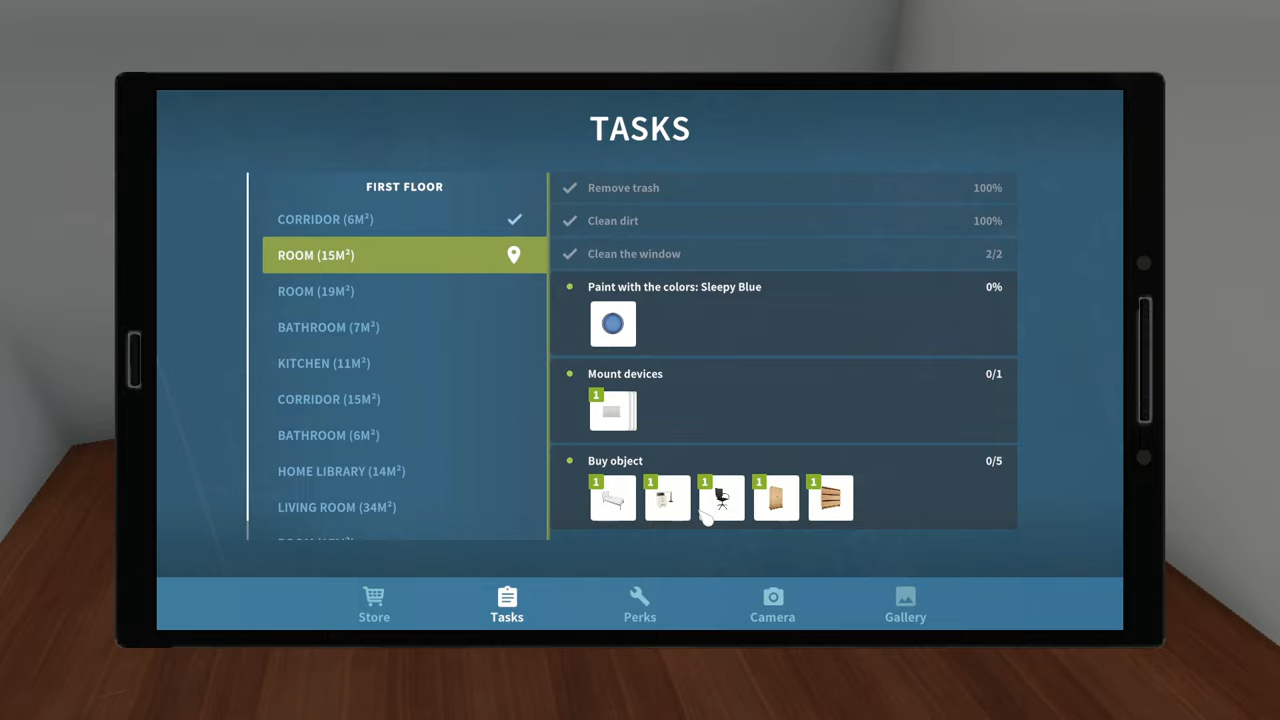 TASKS
FIRST FLOOR
CORRIDOR (6M²)
ROOM (15M²)
ROOM (19M²)
BATHROOM (7M²)
KITCHEN (11M²)
CORRIDOR (15M²)
BATHROOM (6M²)
HOME LIBRARY (14M²)
LIVING ROOM (34M²)
Remove trash 100%
Clean dirt 100%
Clean the window 2/2
Paint with the colors: Sleepy Blue 0%
Mount devices 0/1
1
Buy object 0/5
1 1 1 1 1
Store Tasks Perks Camera Gallery